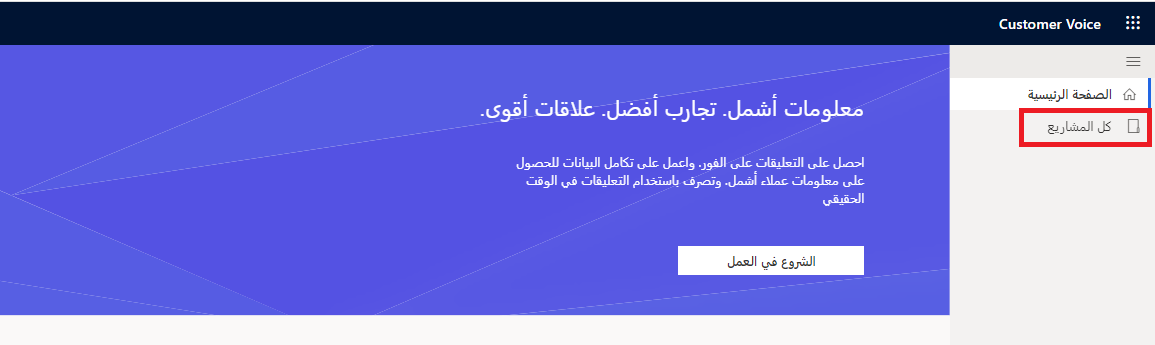 Customer Voice
الصفحة الرئيسية
كل المشاريع
معلومات أشمل. تجارب أفضل. علاقات أقوى.
احصل على التعليقات على الفور. واعمل على تكامل البيانات للحصول
على معلومات عملاء أشمل. وتصرف باستخدام التعليقات في الوقت
الحقيقي
الشروع في العمل